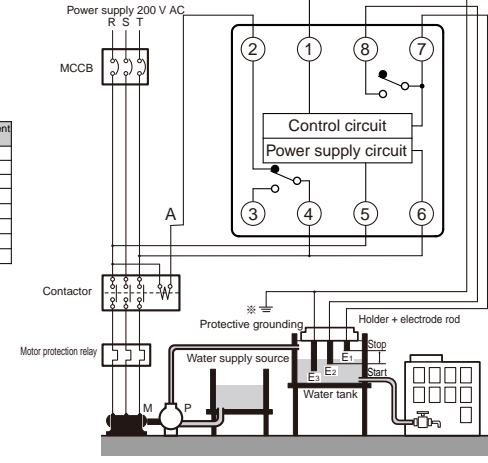 Power supply 200 V AC
R S T
MCCB
2 1 8 7
Control circuit
Power supply circuit
3 4 5 6
A
Contactor
※
Protective grounding
Holder + electrode rod
Motor protection relay
Water supply source
E1
Stop
E3 E2
Start
Water tank
M P